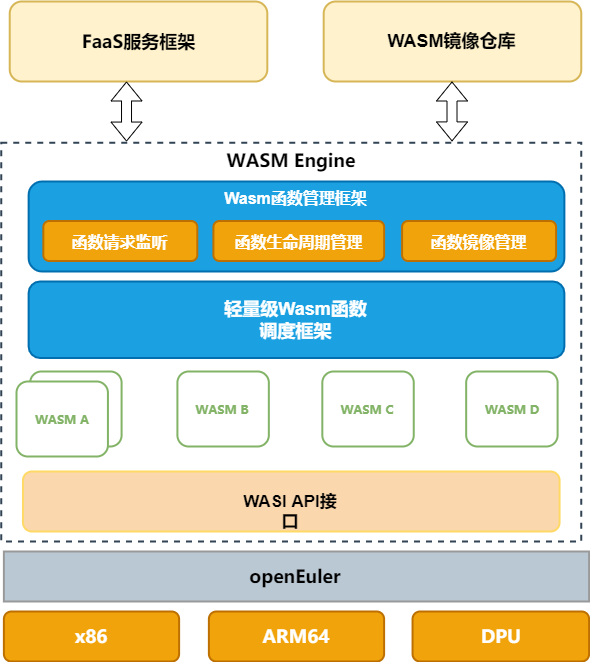 FaaS服务框架
WASM镜像仓库
WASM Engine
Wasm函数管理框架
函数请求监听
函数生命周期管理
函数镜像管理
轻量级Wasm函数
调度框架
WASM A
WASM B
WASM C
WASM D
WASI API接
口
openEuler
x86
ARM64
DPU